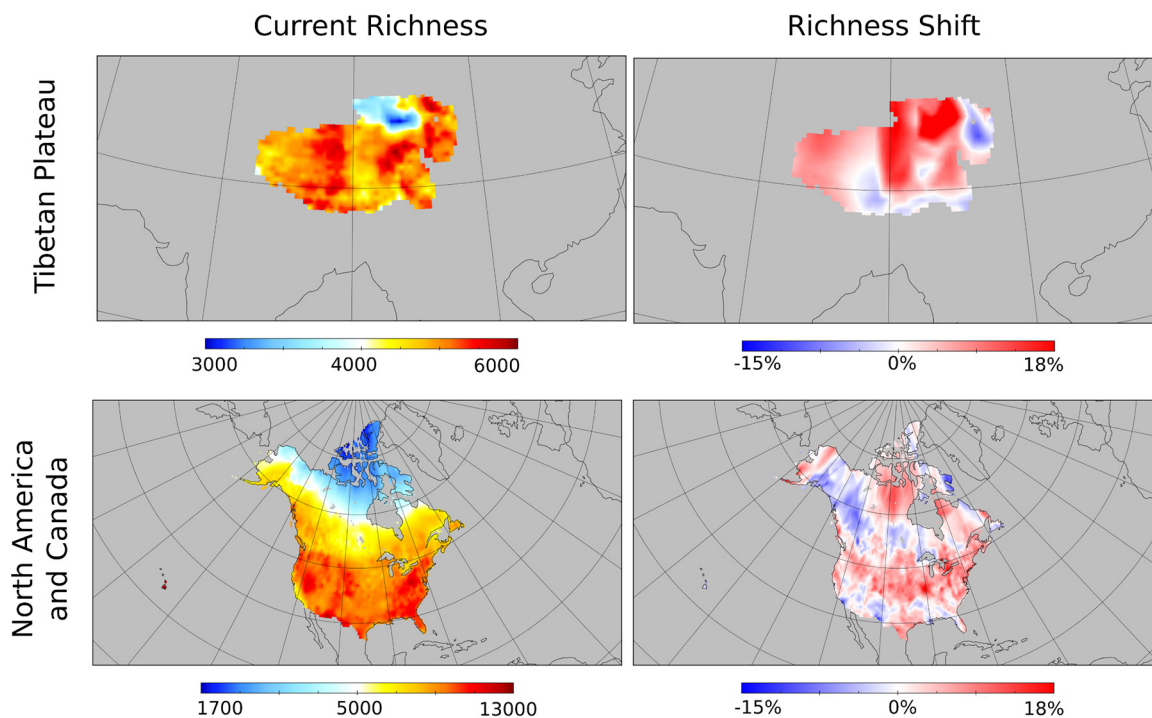 Current Richness
Richness Shift
Tibetan Plateau
3000 4000 6000
-15% 0% 18%
North America
and Canada
1700 5000 13000
-15% 0% 18%